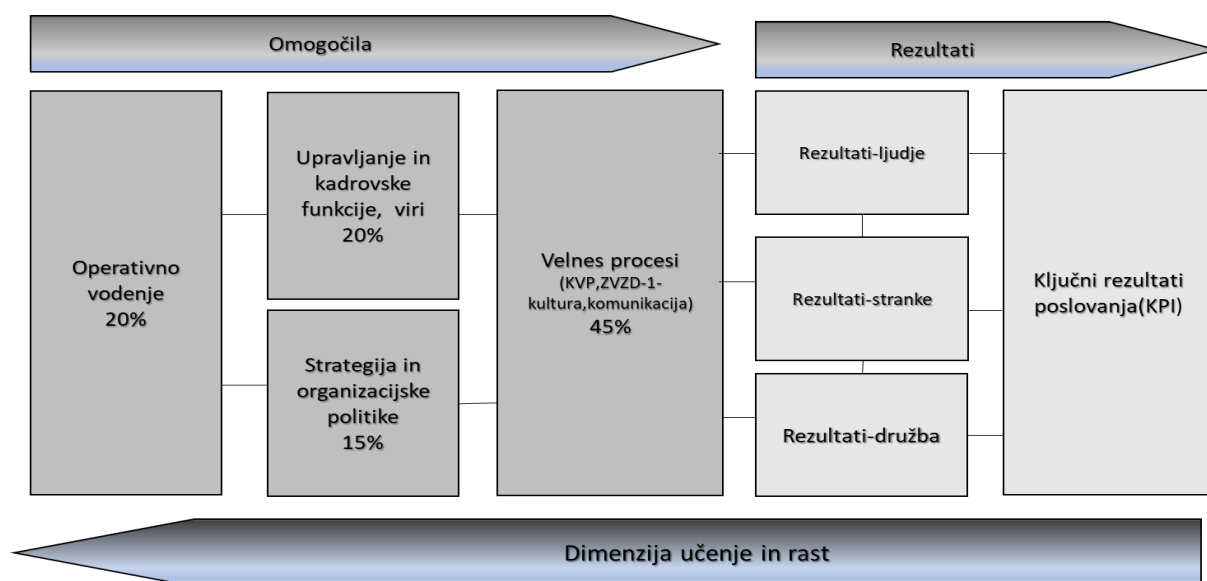 Omogočila
Rezultati
Operativno
vodenje
20%
Upravljanje in
kadrovske
funkcije, viri
20%
Strategija in
organizacijske
politike
15%
Velnes procesi
(KVP,ZVZD-1-
kultura,komunikacija)
45%
Rezultati-ljudje
Rezultati-stranke
Rezultati-družba
Ključni rezultati
poslovanja(KPI)
Dimenzija učenje in rast